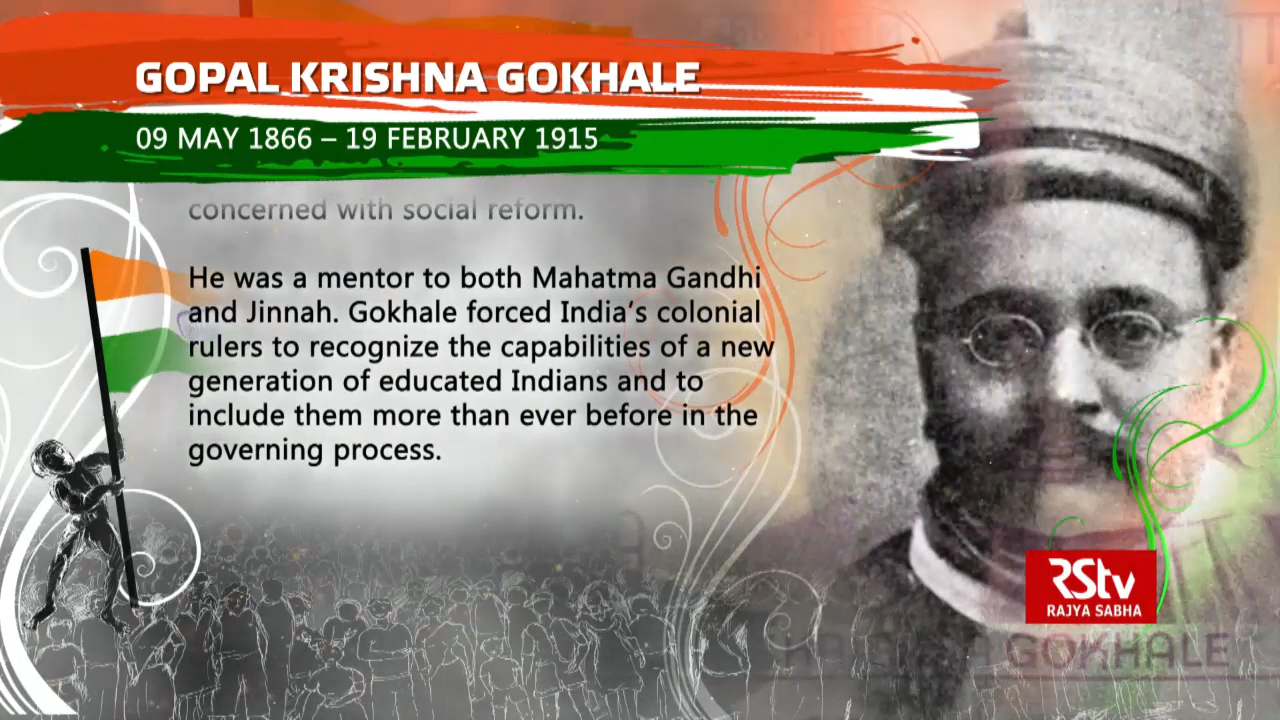 GOPAL KRISHNA GOKHALE
09 MAY 1866 – 19 FEBRUARY 1915
concerned with social reform.
He was a mentor to both Mahatma Gandhi
and Jinnah. Gokhale forced India’s colonial
rulers to recognize the capabilities of a new
generation of educated Indians and to
include them more than ever before in the
governing process.
RStv
RAJYA SABHA
GOKHALE